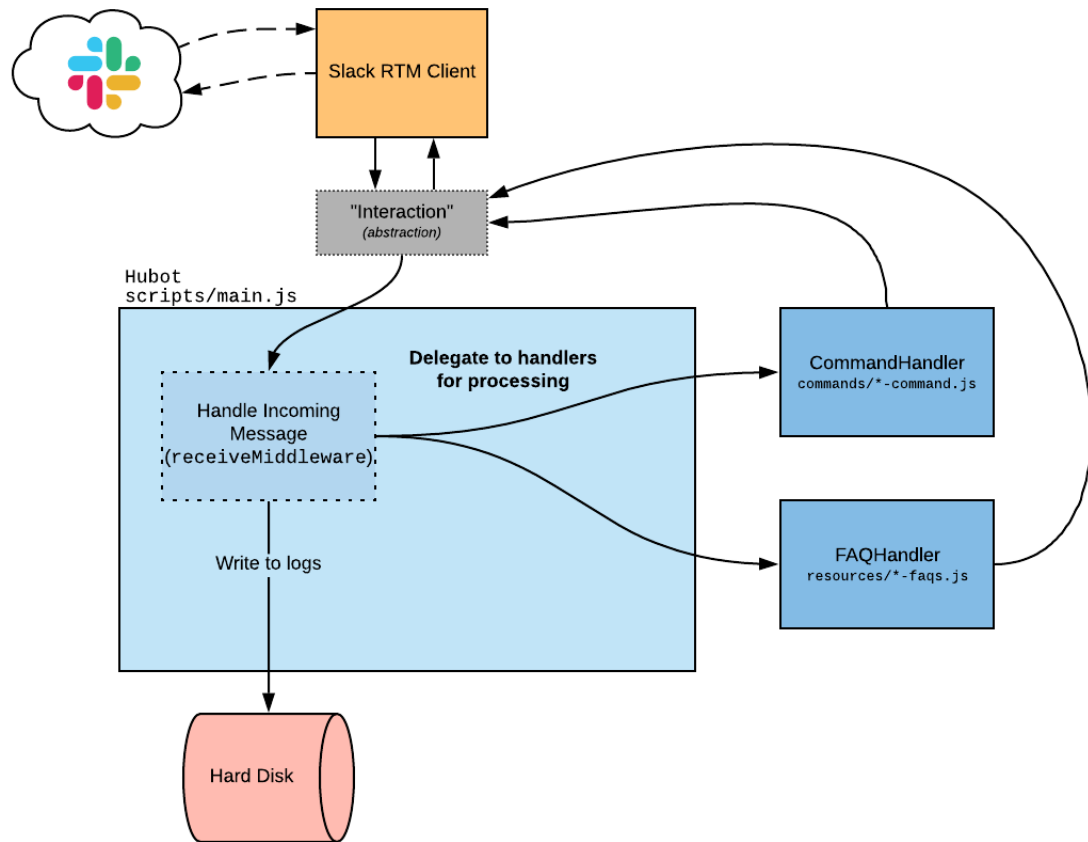 Slack RTM Client
"Interaction"
(abstraction)
Hubot
scripts/main.js
Delegate to handlers
for processing
Handle Incoming
Message
(receiveMiddleware)
CommandHandler
commands/*-command.js
FAQHandler
resources/*-faqs.js
Write to logs
Hard Disk